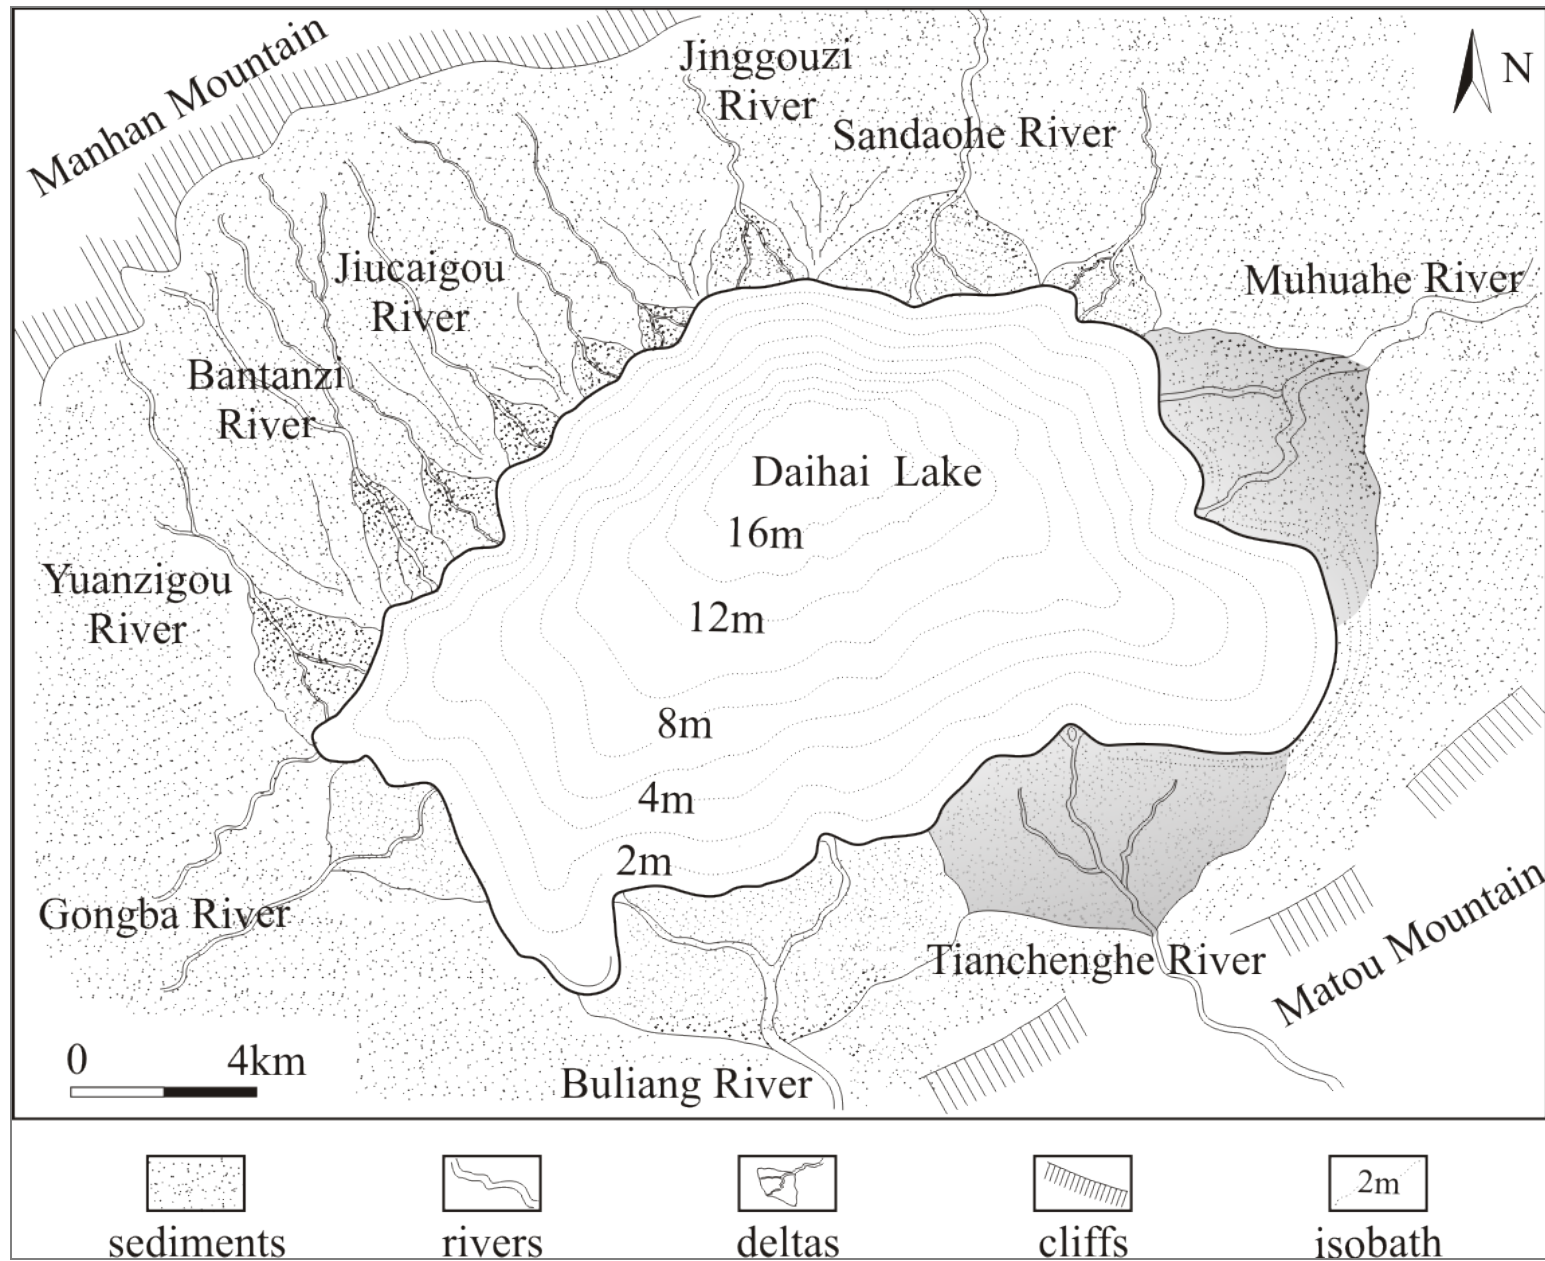 Manhan Mountain
Jinggouzi
River
N
Sandaohe River
Jiucaigou
River
Muhuahe River
Bantanzi
River
Daihai Lake
16m
Yuanzigou
River
12m
8m
4m
2m
Gongba River
Tianchenghe River
Matou Mountain
0 4km
Buliang River
2m
sediments rivers deltas cliffs isobath